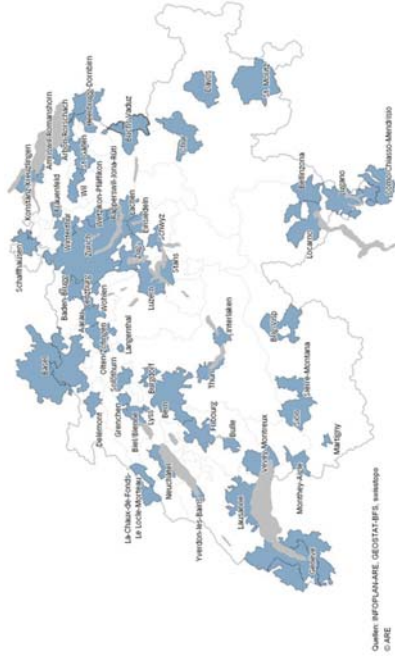 Schaffhausen
Konstanz-Kreuzlingen
Amriswil-Romanshorn
Arbon-Rorschach
Frauenfeld
Wil
St. Gallen
Heerbrugg-Dornbirn
Buchs-Vaduz
Basel
Baden-Brugg
Winterthur
Zürich
Wetzikon-Pfäffikon
Rapperswil-Jona-Rüti
Lachen
Einsiedeln
Aarau
Wohlen
Olten-Zofingen
Zug
Schwyz
Luzern
Stans
Delémont
Solothurn
Langenthal
Grenchen
Burgdorf
Biel/Bienne
Lyss
Bern
La-Chaux-de-Fonds
Le Locle-Morteau
Neuchâtel
Yverdon-les-Bains
Fribourg
Bulle
Thun
Interlaken
Chur
Davos
St. Moritz
Lausanne
Vevey-Montreux
Genève
Monthey-Aigle
Martigny
Sion
Sierre-Montana
Brig-Visp
Locarno
Bellinzona
Lugano
Como-Chiasso-Mendrisio
Quellen: INFOPLAN-ARE, GEOSTAT-BFS, swisstopo
© ARE